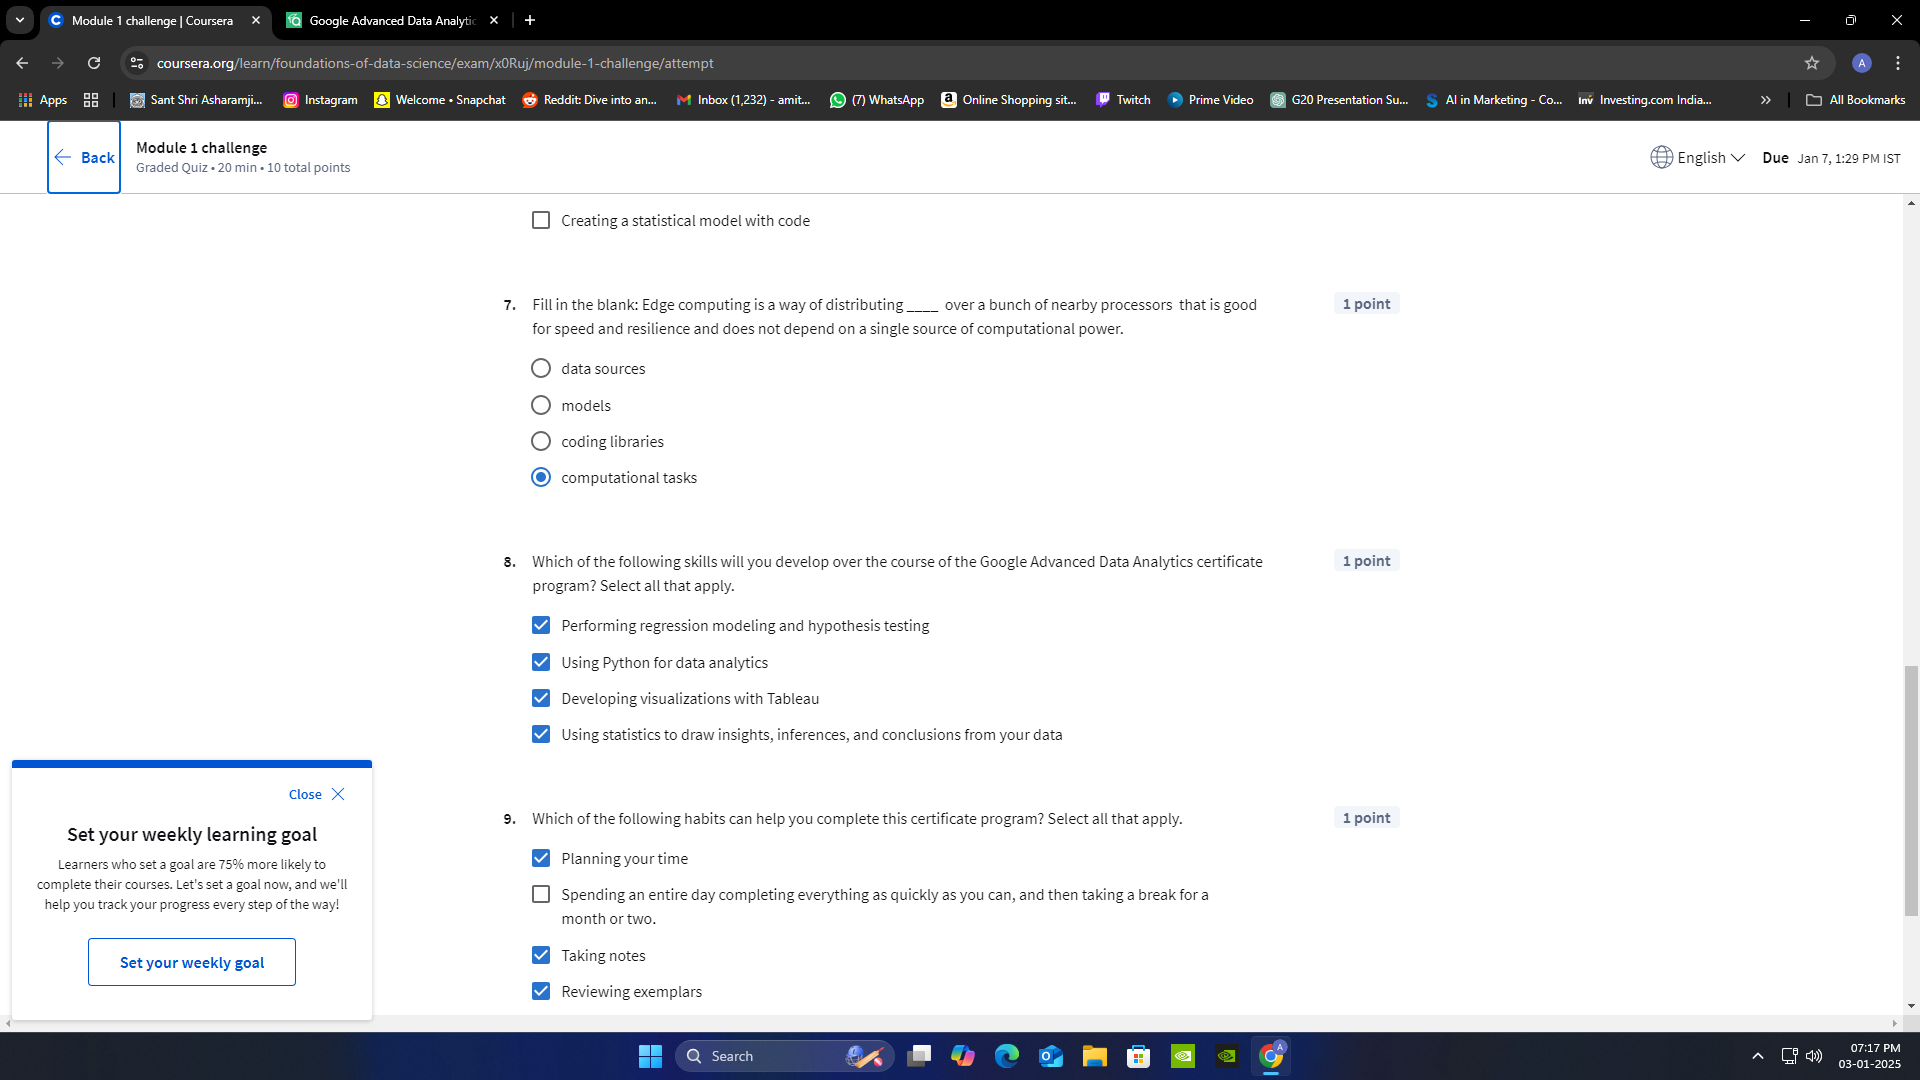 Module 1 challenge | Coursera
Google Advanced Data Analytic
coursera.org/learn/foundations-of-data-science/exam/x0Ruj/module-1-challenge/attempt
A
Apps
Sant Shri Asharamji...
Instagram
Welcome • Snapchat
Reddit: Dive into an...
Inbox (1,232) - amit...
(7) WhatsApp
Online Shopping sit...
Twitch
Prime Video
G20 Presentation Su...
AI in Marketing - Co...
Investing.com India...
All Bookmarks
Back
Module 1 challenge
Graded Quiz • 20 min • 10 total points
English
Due Jan 7, 1:29 PM IST
Creating a statistical model with code
7. Fill in the blank: Edge computing is a way of distributing ____ over a bunch of nearby processors that is good
for speed and resilience and does not depend on a single source of computational power.
1 point
data sources
models
coding libraries
computational tasks
8. Which of the following skills will you develop over the course of the Google Advanced Data Analytics certificate
program? Select all that apply.
1 point
Performing regression modeling and hypothesis testing
Using Python for data analytics
Developing visualizations with Tableau
Using statistics to draw insights, inferences, and conclusions from your data
9. Which of the following habits can help you complete this certificate program? Select all that apply.
1 point
Planning your time
Spending an entire day completing everything as quickly as you can, and then taking a break for a
month or two.
Taking notes
Reviewing exemplars
Close
Set your weekly learning goal
Learners who set a goal are 75% more likely to
complete their courses. Let's set a goal now, and we'll
help you track your progress every step of the way!
Set your weekly goal
Search
07:17 PM
03-01-2025